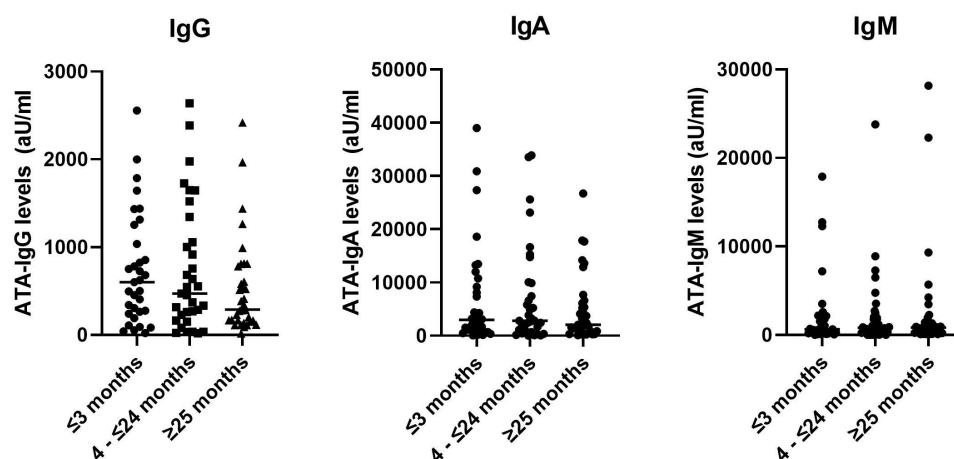 IgG
ATA-IgG levels (aU/ml
3000
2000
1000
0
≤3 months
4 - ≤24 months
≥25 months
IgA
ATA-IgA levels (aU/ml)
50000
40000
30000
20000
10000
0
≤3 months
4 - ≤24 months
≥25 months
IgM
ATA-IgM levels (aU/ml)
30000
20000
10000
0
≤3 months
4 - ≤24 months
≥25 months